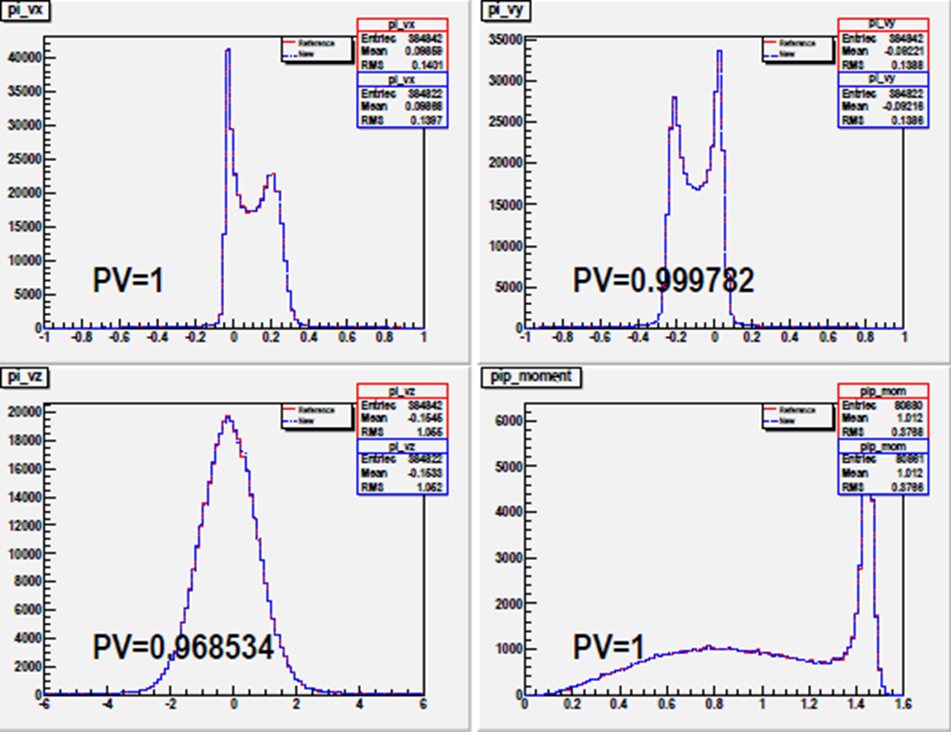 pi_vx
pi_vx
Entries 384842
Mean 0.09859
RMS 0.1401
pi_vx
Entries 384822
Mean 0.09868
RMS 0.1397
Reference
New
40000
35000
30000
25000
20000
15000
10000
5000
0
PV=1
-1 -0.8 -0.6 -0.4 -0.2 0 0.2 0.4 0.6 0.8 1
pi_vy
pi_vy
Entries 384842
Mean -0.09221
RMS 0.1388
pi_vy
Entries 384822
Mean -0.09216
RMS 0.1386
Reference
New
35000
30000
25000
20000
15000
10000
5000
0
PV=0.999782
-1 -0.8 -0.6 -0.4 -0.2 0 0.2 0.4 0.6 0.8 1
pi_vz
pi_vz
Entries 384842
Mean -0.1545
RMS 1.055
pi_vz
Entries 384822
Mean -0.1533
RMS 1.052
Reference
New
20000
18000
16000
14000
12000
10000
8000
6000
4000
2000
0
PV=0.968534
-6 -4 -2 0 2 4 6
pip_moment
pip_mom
Entries 80680
Mean 1.012
RMS 0.3768
pip_mom
Entries 80661
Mean 1.012
RMS 0.3766
Reference
New
6000
5000
4000
3000
2000
1000
0
PV=1
0 0.2 0.4 0.6 0.8 1 1.2 1.4 1.6